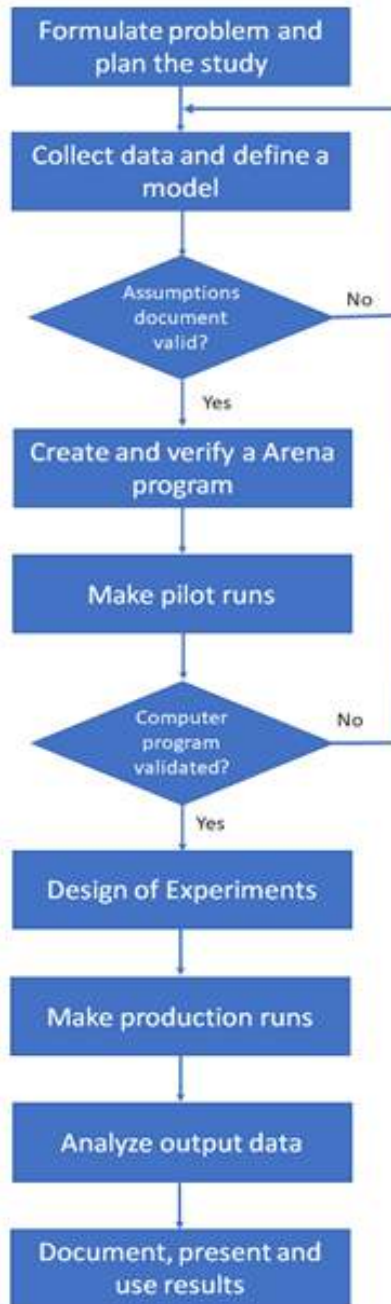 Formulate problem and
plan the study
Collect data and define a
model
Assumptions
document
valid?
No
Yes
Create and verify a Arena
program
Make pilot runs
Computer
program
validated?
No
Yes
Design of Experiments
Make production runs
Analyze output data
Document, present and
use results